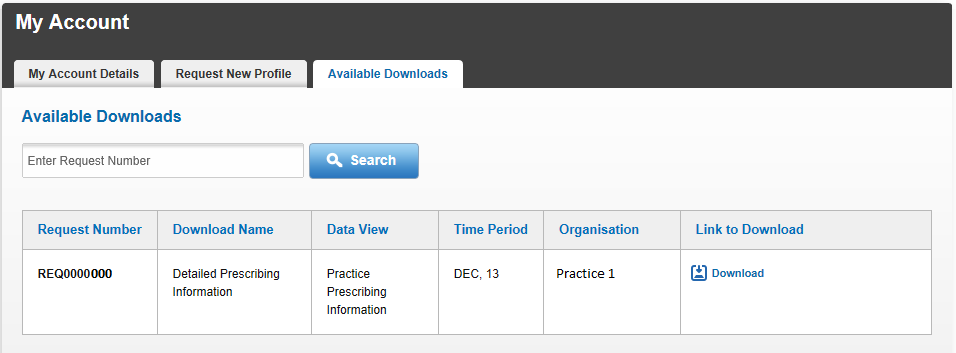 My Account
My Account Details Request New Profile Available Downloads
Available Downloads
Enter Request Number Search
Request Number Download Name Data View Time Period Organisation Link to Download
REQ0000000 Detailed Prescribing Practice DEC, 13 Practice 1 Download
Information Prescribing
Information